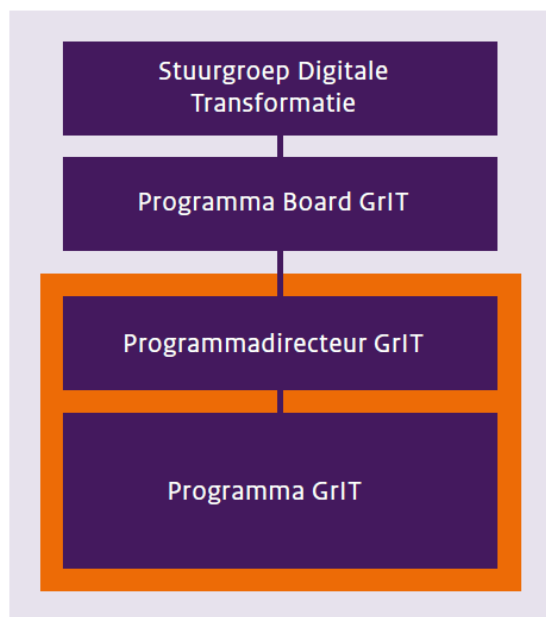 Stuurgroep Digitale
Transformatie
Programma Board GrIT
Programmadirecteur GrIT
Programma GrIT